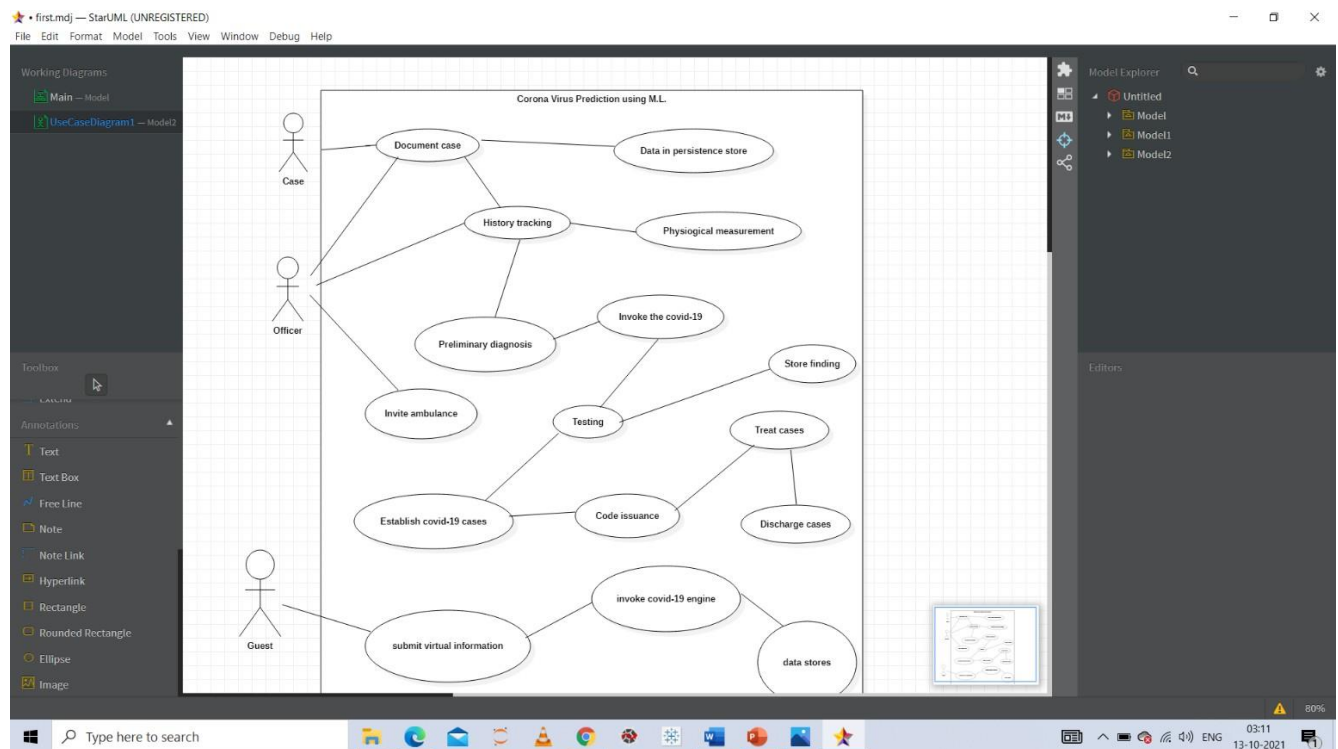 • first.mdj — StarUML (UNREGISTERED)
File Edit Format Model Tools View Window Debug Help
Working Diagrams
Main — Model
UseCaseDiagram1 — Model2
Toolbox
Extend
Annotations
Text
Text Box
Free Line
Note
Note Link
Hyperlink
Rectangle
Rounded Rectangle
Ellipse
Image
Corona Virus Prediction using M.L.
Case
Document case
Data in persistence store
History tracking
Physiogical measurement
Officer
Invoke the covid-19
Preliminary diagnosis
Store finding
Invite ambulance
Testing
Treat cases
Establish covid-19 cases
Code issuance
Discharge cases
Guest
invoke covid-19 engine
submit virtual information
data stores
Model Explorer
Untitled
Model
Model1
Model2
Editors
80%
Type here to search
ENG
03:11
13-10-2021